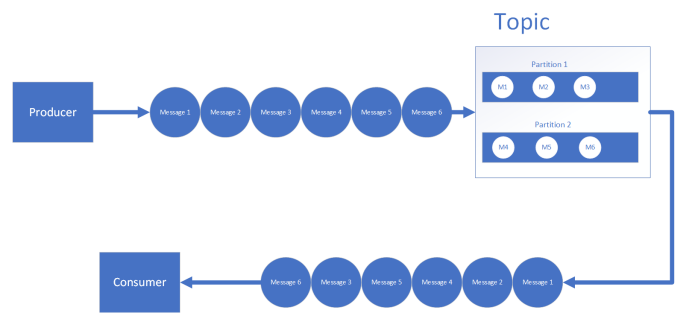 Topic
Partition 1
M1 M2 M3
Producer
Message 1 Message 2 Message 3 Message 4 Message 5 Message 6
Partition 2
M4 M5 M6
Consumer
Message 6 Message 3 Message 5 Message 4 Message 2 Message 1